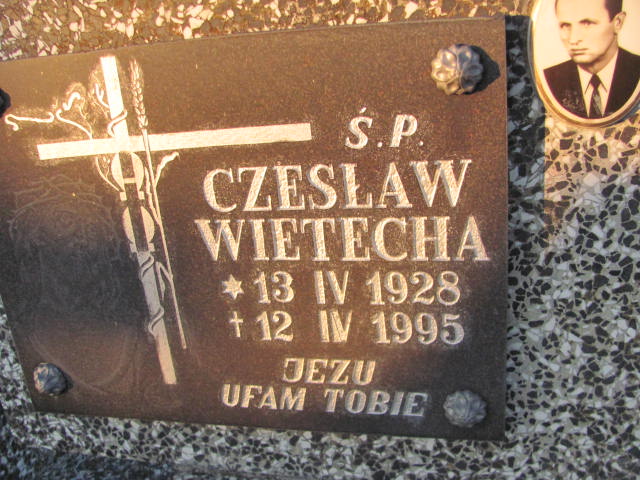 Ś.P.
CZESŁAW
WIETECHA
* 13 IV 1928
† 12 IV 1995
JEZU
UFAM TOBIE